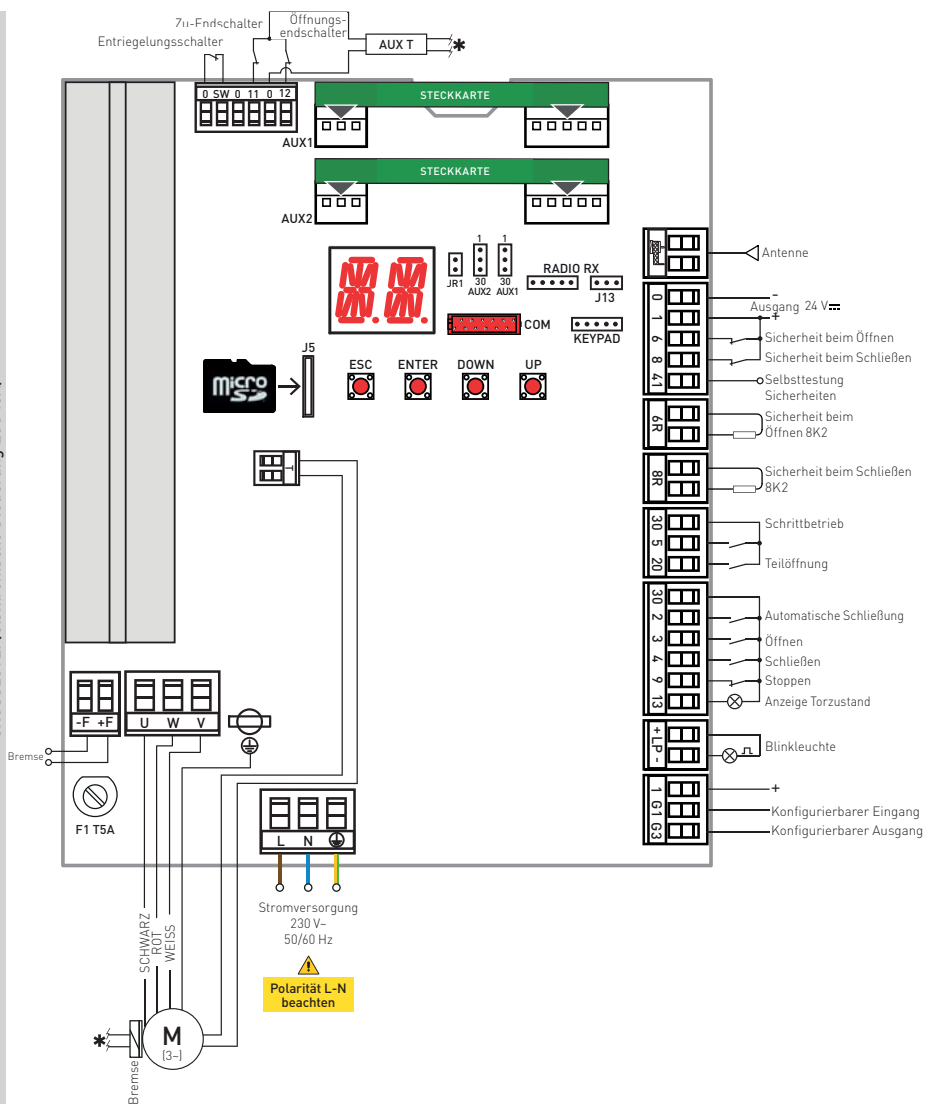 Zu-Endschalter
Öffnungs-
endschalter
Entriegelungsschalter
AUX T
*
0 SW 0 11 0 12
STECKKARTE
AUX1
STECKKARTE
AUX2
JR1
1
30
AUX2
1
30
AUX1
RADIO RX
J13
COM
KEYPAD
micro
SD
J5
ESC
ENTER
DOWN
UP
T
Antenne
0
1
6
8
41
-
Ausgang 24 V
+
Sicherheit beim Öffnen
Sicherheit beim Schließen
Selbsttestung
Sicherheiten
6R
Sicherheit beim
Öffnen 8K2
8R
Sicherheit beim Schließen
8K2
30
5
20
Schrittbetrieb
Teilöffnung
30
2
3
4
9
13
Automatische Schließung
Öffnen
Schließen
Stoppen
Anzeige Torzustand
+ LP -
Blinkleuchte
1
G1
G3
+
Konfigurierbarer Eingang
Konfigurierbarer Ausgang
-F +F
U W V
Bremse
F1 T5A
L N
Stromversorgung
230 V~
50/60 Hz
Polarität L-N
beachten
SCHWARZ
ROT
WEISS
M
(3~)
*
Bremse